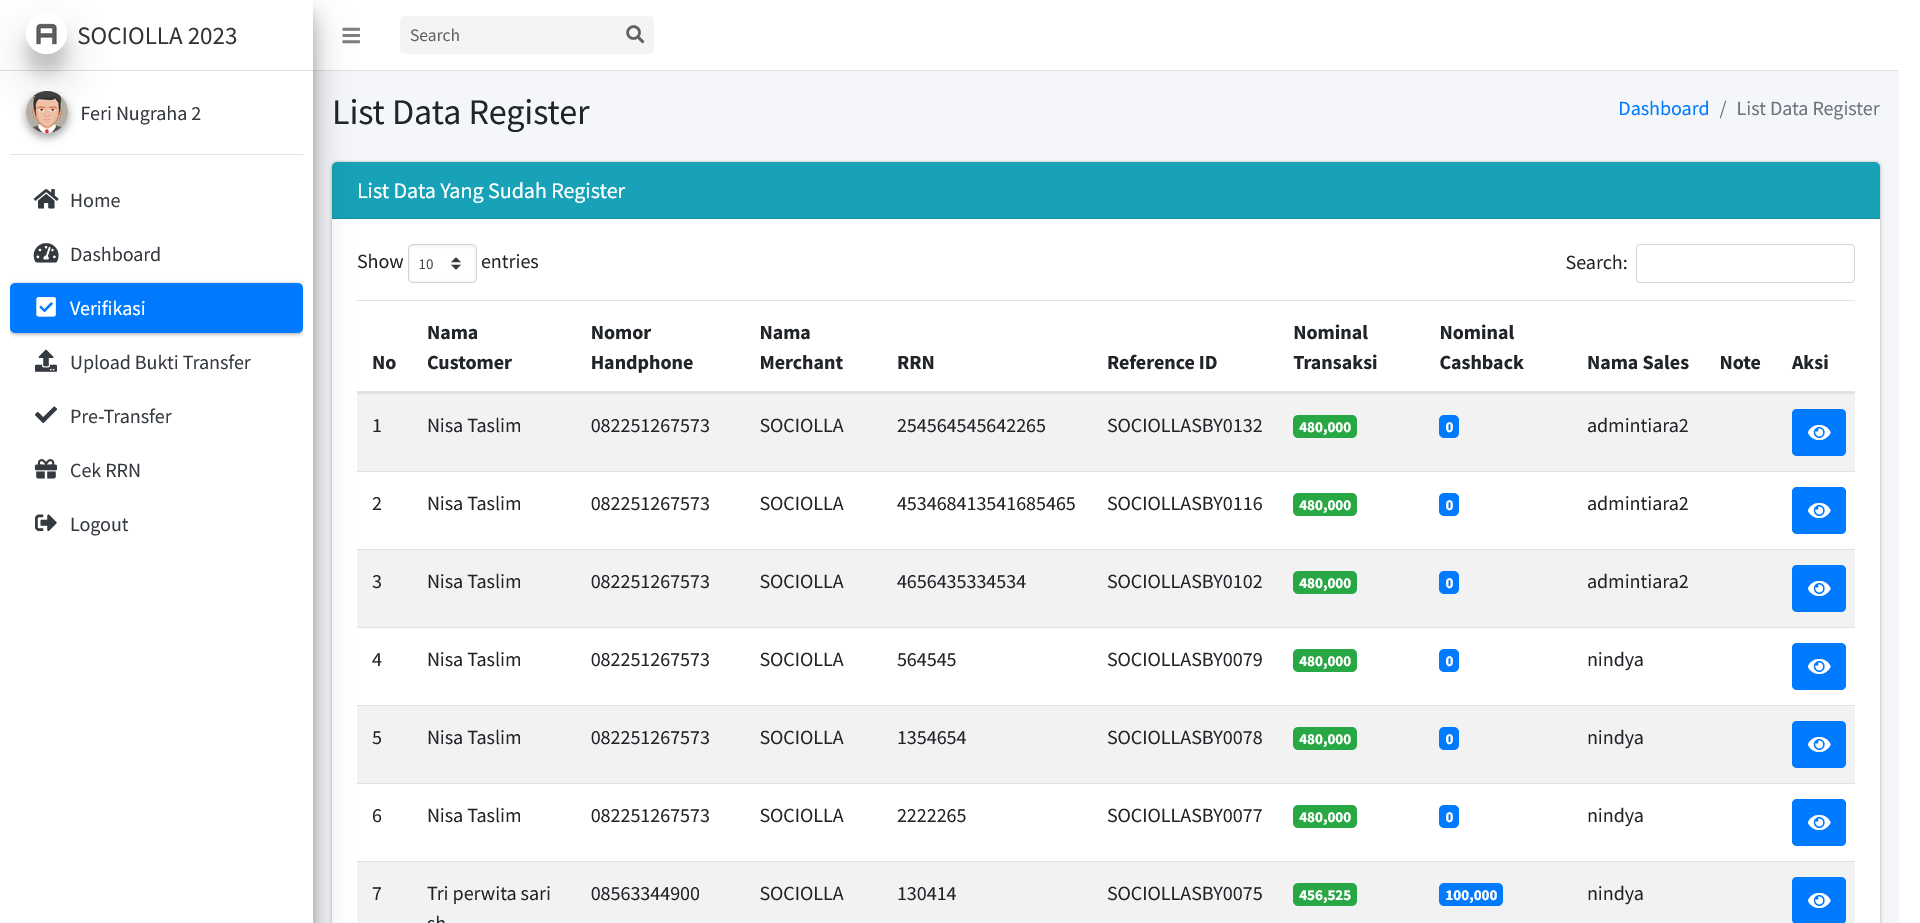 SOCIOLLA 2023
Search
Feri Nugraha 2
Home
Dashboard
Verifikasi
Upload Bukti Transfer
Pre-Transfer
Cek RRN
Logout
List Data Register
Dashboard / List Data Register
List Data Yang Sudah Register
Show 10 entries
Search:
No Nama Customer Nomor Handphone Nama Merchant RRN Reference ID Nominal Transaksi Nominal Cashback Nama Sales Note Aksi
1 Nisa Taslim 082251267573 SOCIOLLA 254564545642265 SOCIOLLASBY0132 480,000 0 admintiara2
2 Nisa Taslim 082251267573 SOCIOLLA 453468413541685465 SOCIOLLASBY0116 480,000 0 admintiara2
3 Nisa Taslim 082251267573 SOCIOLLA 4656435334534 SOCIOLLASBY0102 480,000 0 admintiara2
4 Nisa Taslim 082251267573 SOCIOLLA 564545 SOCIOLLASBY0079 480,000 0 nindya
5 Nisa Taslim 082251267573 SOCIOLLA 1354654 SOCIOLLASBY0078 480,000 0 nindya
6 Nisa Taslim 082251267573 SOCIOLLA 2222265 SOCIOLLASBY0077 480,000 0 nindya
7 Tri perwita sari 08563344900 SOCIOLLA 130414 SOCIOLLASBY0075 456,525 100,000 nindya